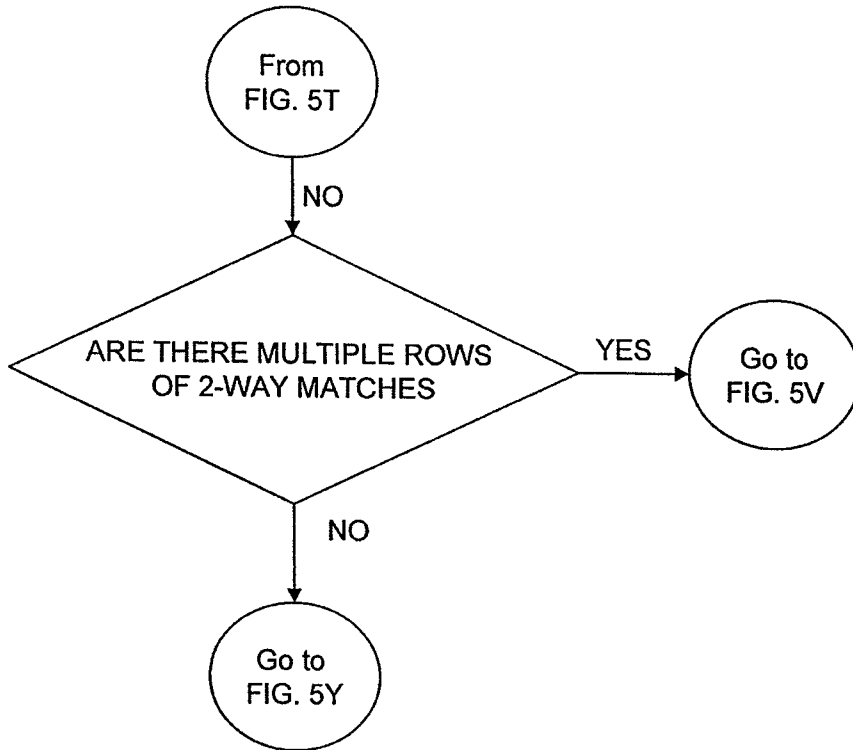 From
FIG. 5T
NO
ARE THERE MULTIPLE ROWS
OF 2-WAY MATCHES
YES
Go to
FIG. 5V
NO
Go to
FIG. 5Y